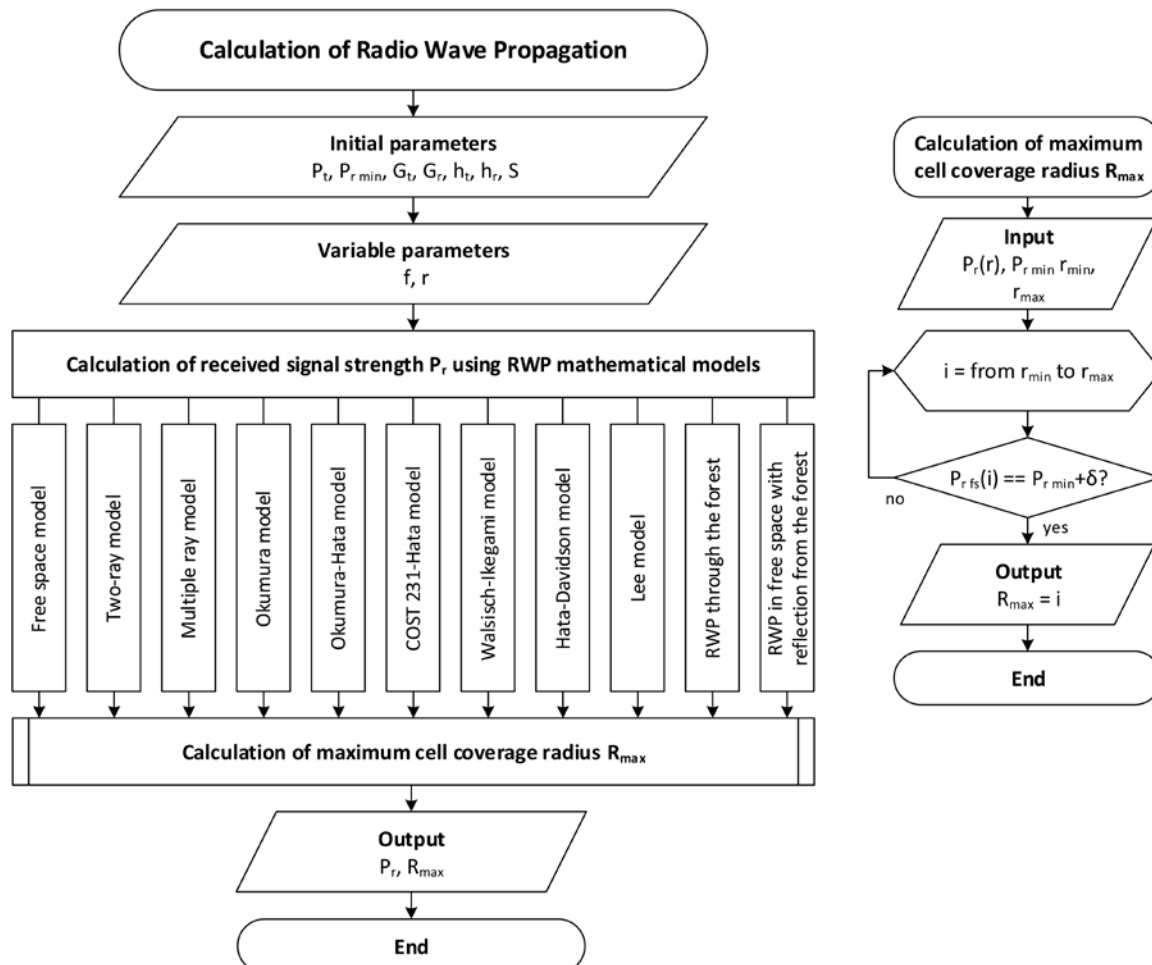 Calculation of Radio Wave Propagation
Initial parameters
Pt, Pr min, Gt, Gr, ht, hr, S
Variable parameters
f, r
Calculation of received signal strength Pr using RWP mathematical models
Free space model
Two-ray model
Multiple ray model
Okumura model
Okumura-Hata model
COST 231-Hata model
Walsisch-Ikegami model
Hata-Davidson model
Lee model
RWP through the forest
RWP in free space with
reflection from the forest
Calculation of maximum cell coverage radius Rmax
Output
Pr, Rmax
End
Calculation of maximum
cell coverage radius Rmax
Input
Pr(r), Pr min rmin,
rmax
i = from rmin to rmax
Pr fs(i) == Pr min+δ?
no
yes
Output
Rmax = i
End